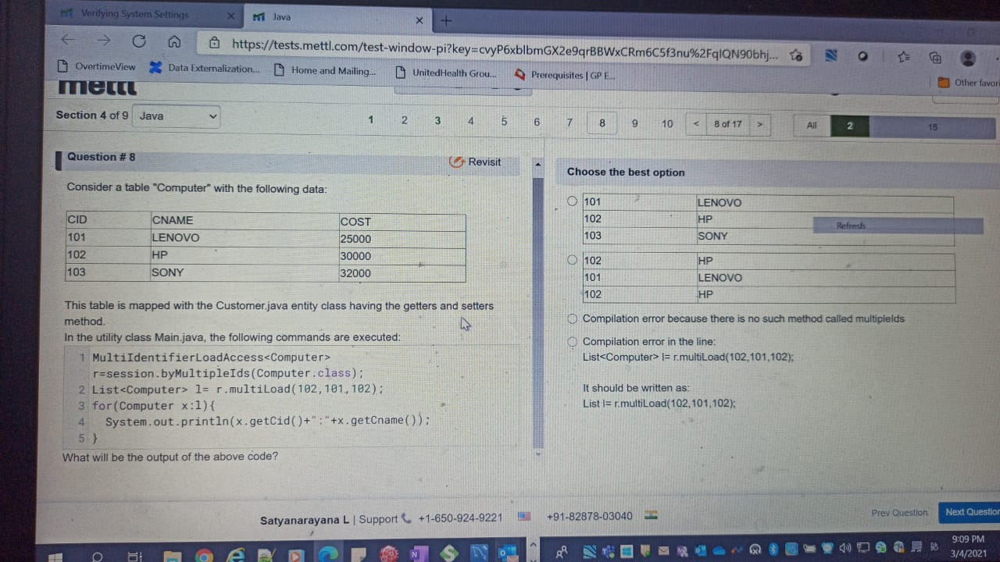 Verifying System Settings
Java
https://tests.mettl.com/test-window-pi?key=cvyP6xblbmGX2e9qrBBWxCRm6C5f3nu%2FqIQN90bhj...
OvertimeView
Data Externalization...
Home and Mailing...
UnitedHealth Grou...
Prerequisites | GP E...
Other favor
mettl
Section 4 of 9 Java
1 2 3 4 5 6 7 8 9 10 < 8 of 17 > All 2 15
Question # 8
Revisit
Consider a table "Computer" with the following data:
CID CNAME COST
101 LENOVO 25000
102 HP 30000
103 SONY 32000
This table is mapped with the Customer.java entity class having the getters and setters
method.
In the utility class Main.java, the following commands are executed:
1 MultiIdentifierLoadAccess<Computer>
r=session.byMultipleIds(Computer.class);
2 List<Computer> l= r.multiLoad(102,101,102);
3 for(Computer x:l){
4 System.out.println(x.getCid()+":"+x.getCname());
5 }
What will be the output of the above code?
Choose the best option
101 LENOVO
102 HP
103 SONY
Refresh
102 HP
101 LENOVO
102 HP
Compilation error because there is no such method called multipleIds
Compilation error in the line:
List<Computer> l= r.multiLoad(102,101,102);
It should be written as:
List l= r.multiLoad(102,101,102);
Satyanarayana L | Support +1-650-924-9221 +91-82878-03040
Prev Question
Next Question
9:09 PM
3/4/2021